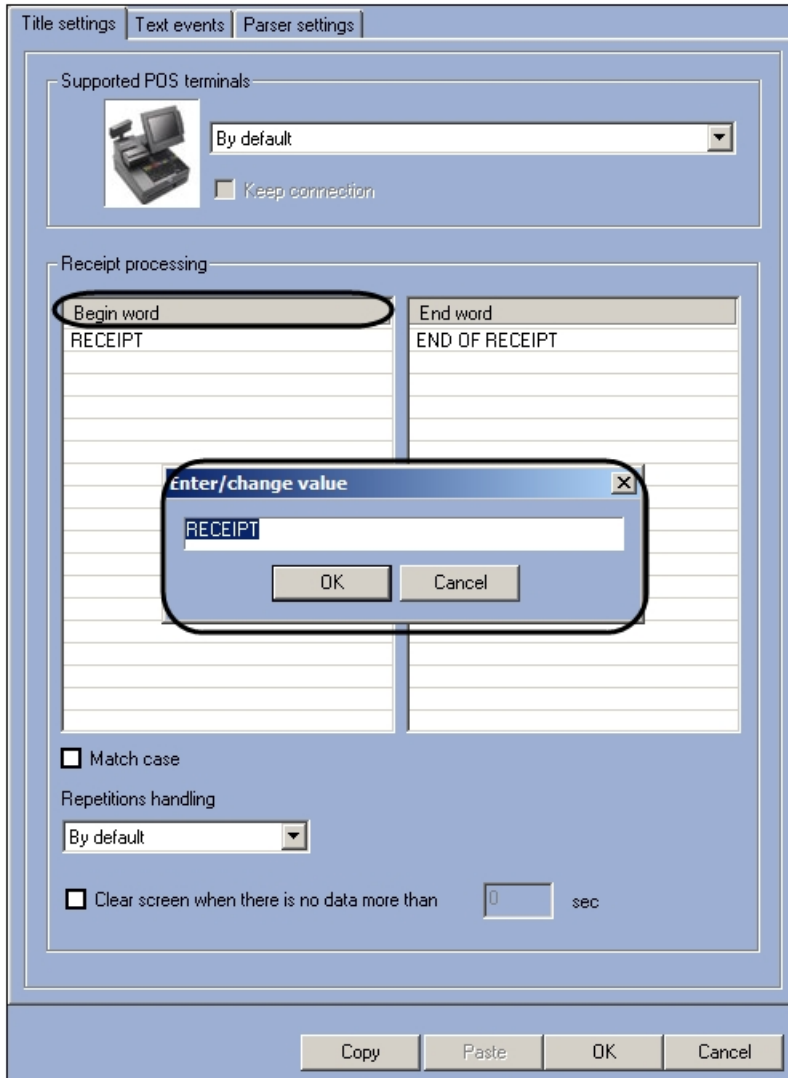 Title settings Text events Parser settings
Supported POS terminals
By default
Keep connection
Receipt processing
Begin word End word
RECEIPT END OF RECEIPT
Enter/change value
RECEIPT
OK Cancel
Match case
Repetitions handling
By default
Clear screen when there is no data more than 0 sec
Copy Paste OK Cancel